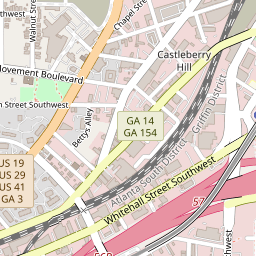 outhwest
Walnut Street
Chapel Street
Castleberry
Hill
Movement Boulevard
n Street Southwest
Bettys Alley
GA 14
GA 154
Griffin District
Atlanta South District
Whitehall Street Southwest
US 19
US 29
US 41
GA 3